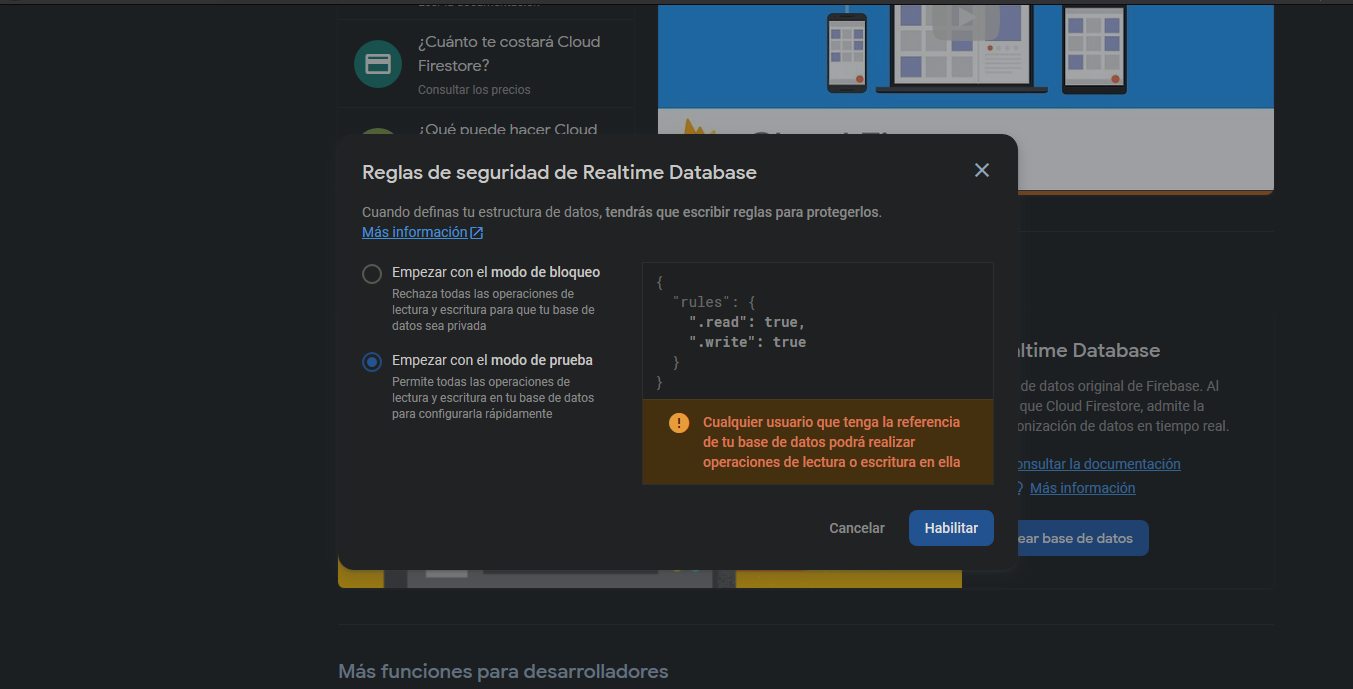 ¿Cuánto te costará Cloud
Firestore?
Consultar los precios
¿Qué puede hacer Cloud
Reglas de seguridad de Realtime Database
Cuando definas tu estructura de datos, tendrás que escribir reglas para protegerlos.
Más información
Empezar con el modo de bloqueo
Rechaza todas las operaciones de
lectura y escritura para que tu base de
datos sea privada
Empezar con el modo de prueba
Permite todas las operaciones de
lectura y escritura en tu base de datos
para configurarla rápidamente
{
"rules": {
".read": true,
".write": true
}
}
Cualquier usuario que tenga la referencia
de tu base de datos podrá realizar
operaciones de lectura o escritura en ella
Cancelar
Habilitar
ltime Database
de datos original de Firebase. Al
que Cloud Firestore, admite la
onización de datos en tiempo real.
onsultar la documentación
Más información
ear base de datos
Más funciones para desarrolladores